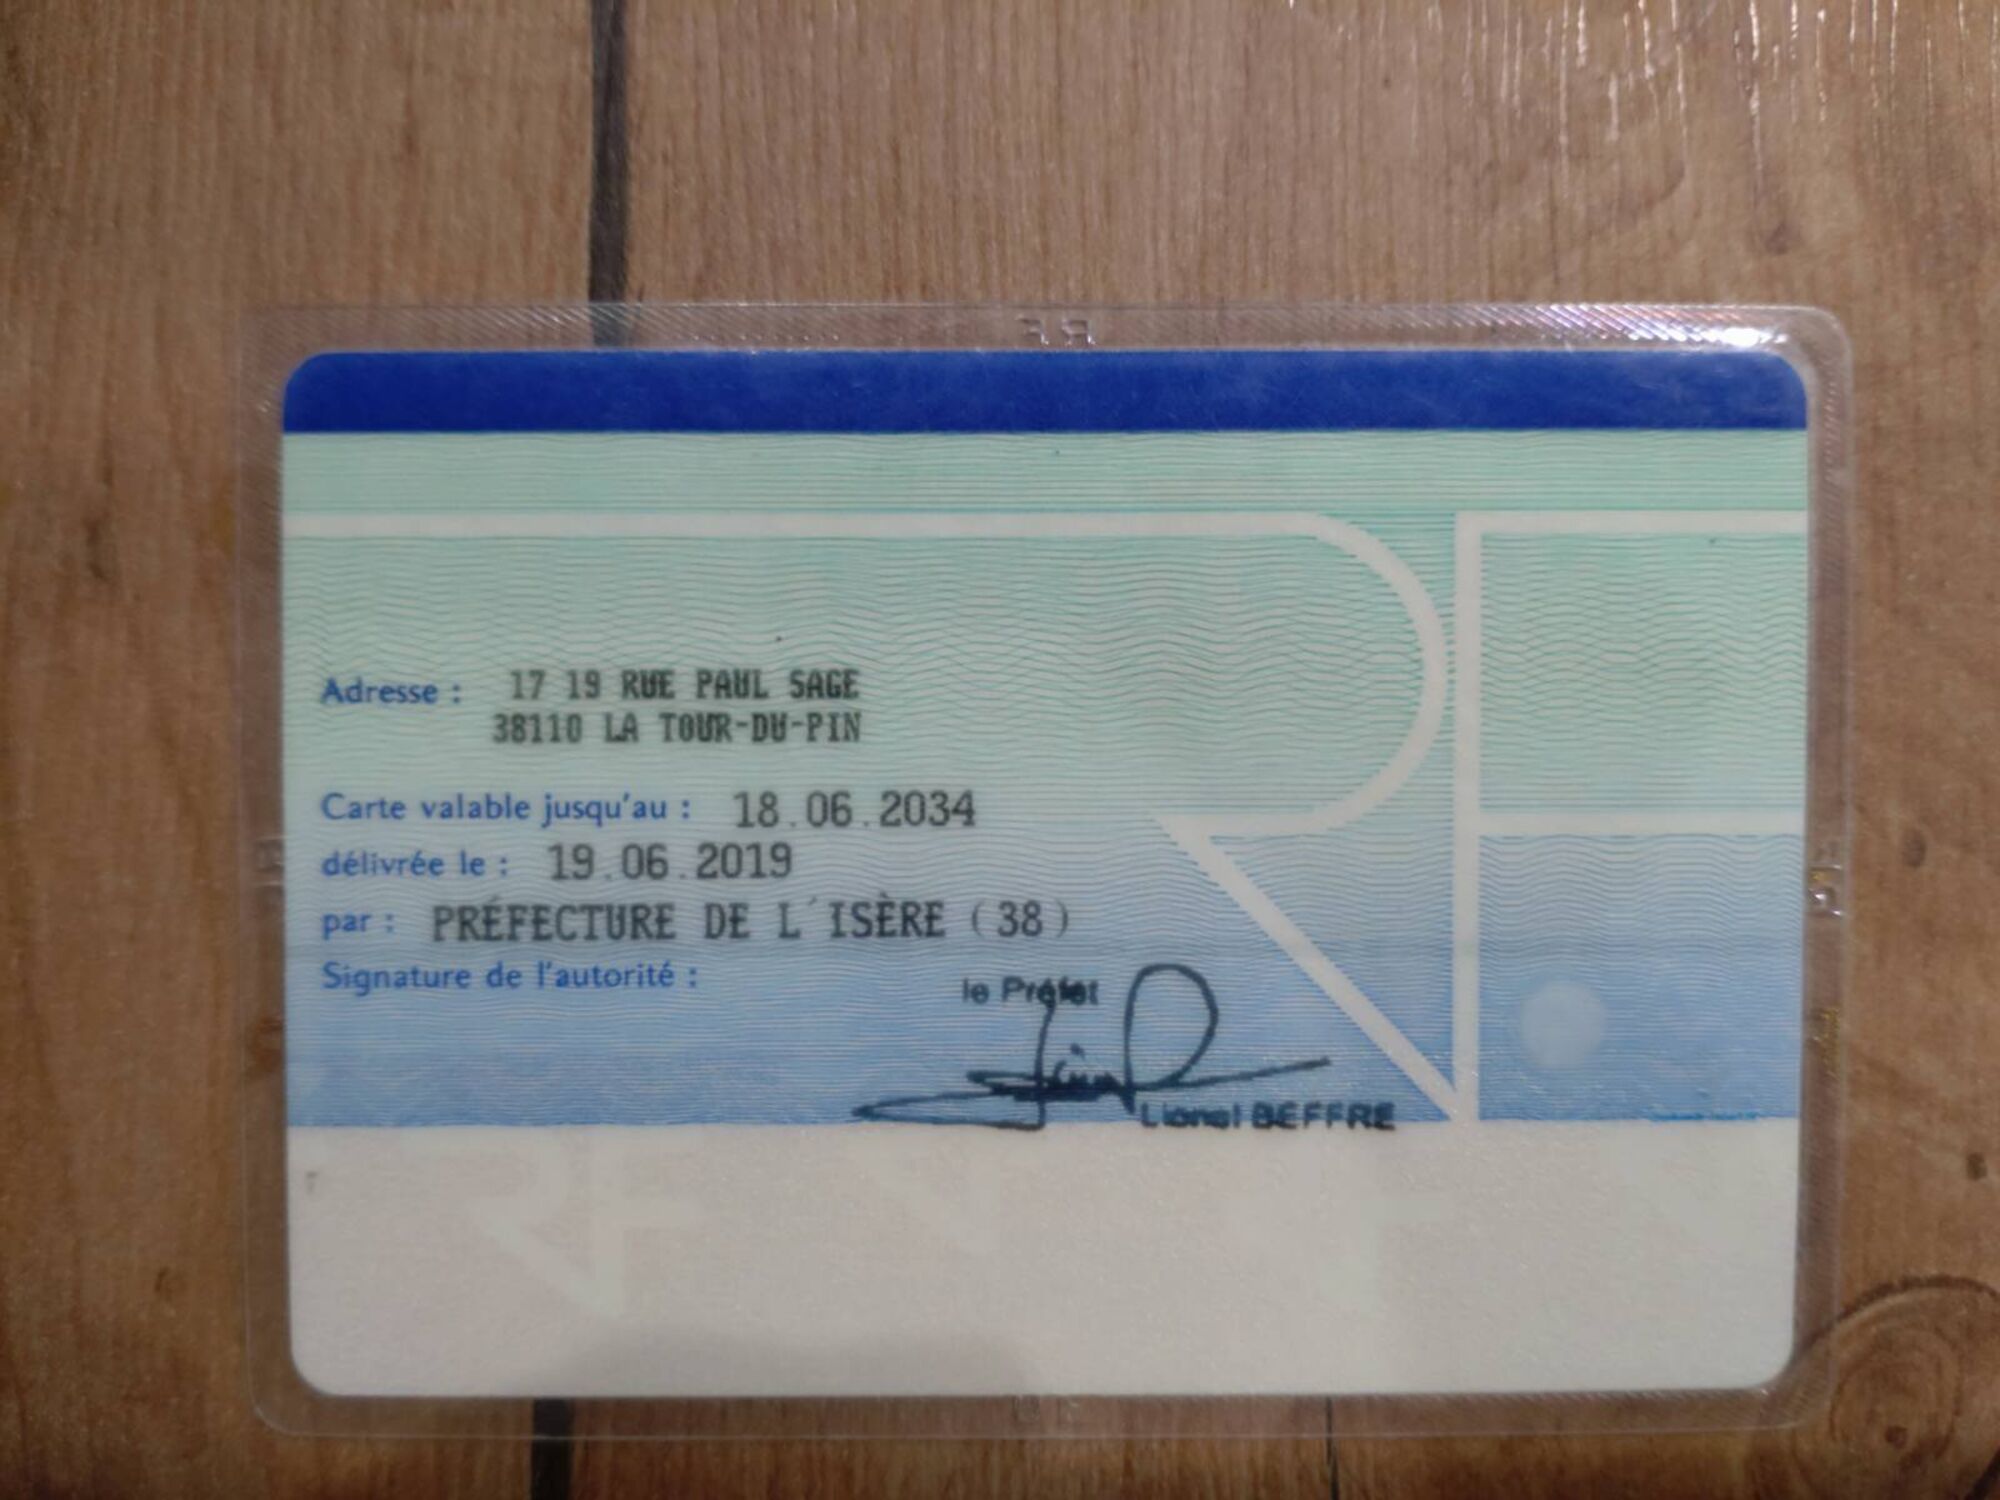 Adresse : 17 19 RUE PAUL SAGE
38110 LA TOUR-DU-PIN
Carte valable jusqu'au : 18.06.2034
délivrée le : 19.06.2019
par : PRÉFECTURE DE L'ISÈRE (38)
Signature de l'autorité :
le Préfet
Lionel BEFFRE
RF